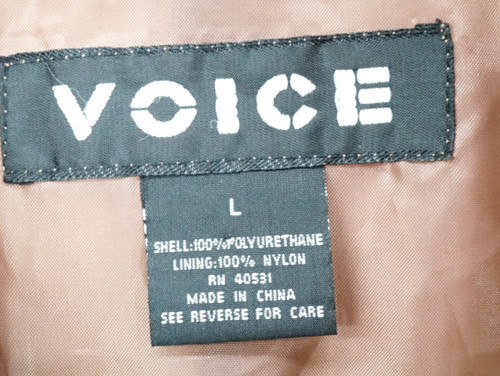 VOICE
L
SHELL:100%POLYURETHANE
LINING:100% NYLON
RN 40531
MADE IN CHINA
SEE REVERSE FOR CARE